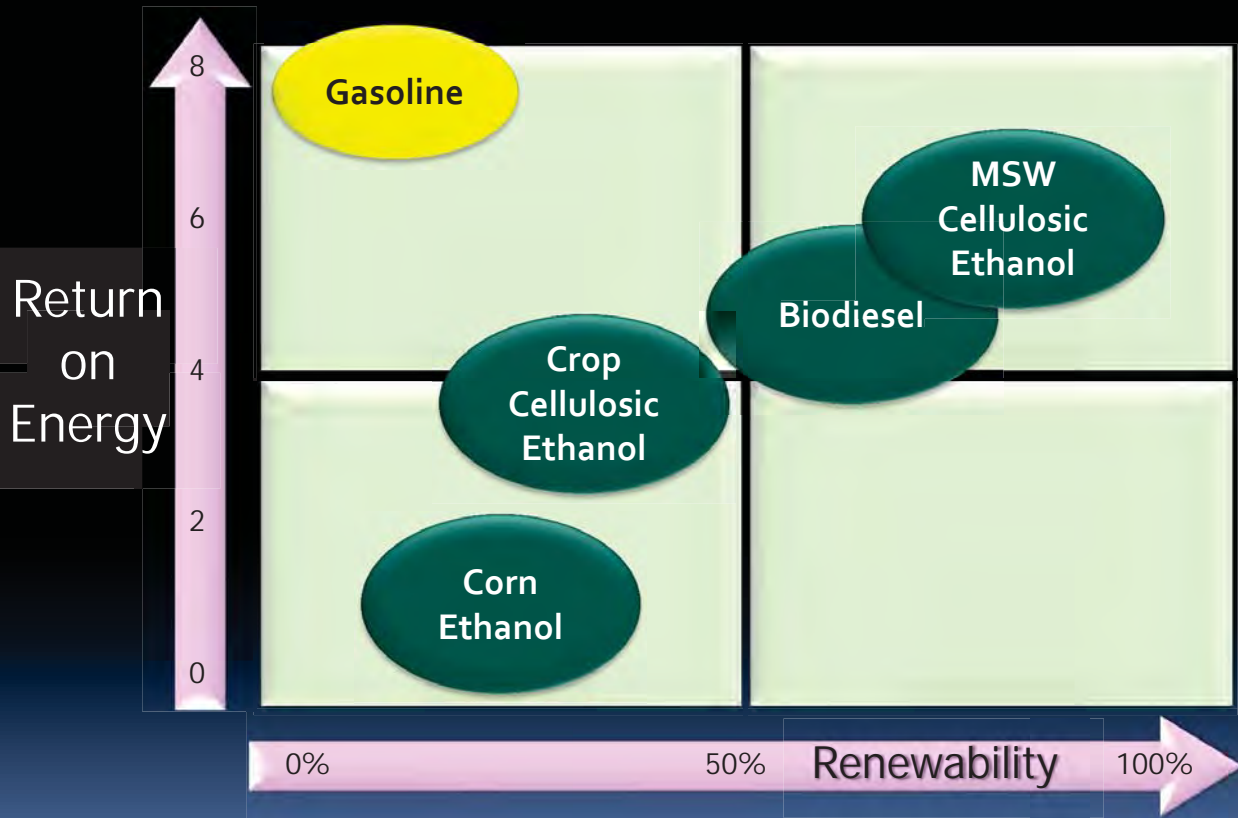 8
Gasoline
MSW
Cellulosic
Ethanol
6
Return
on
Energy
Biodiesel
4
Crop
Cellulosic
Ethanol
2
Corn
Ethanol
0
0% 50% Renewability 100%